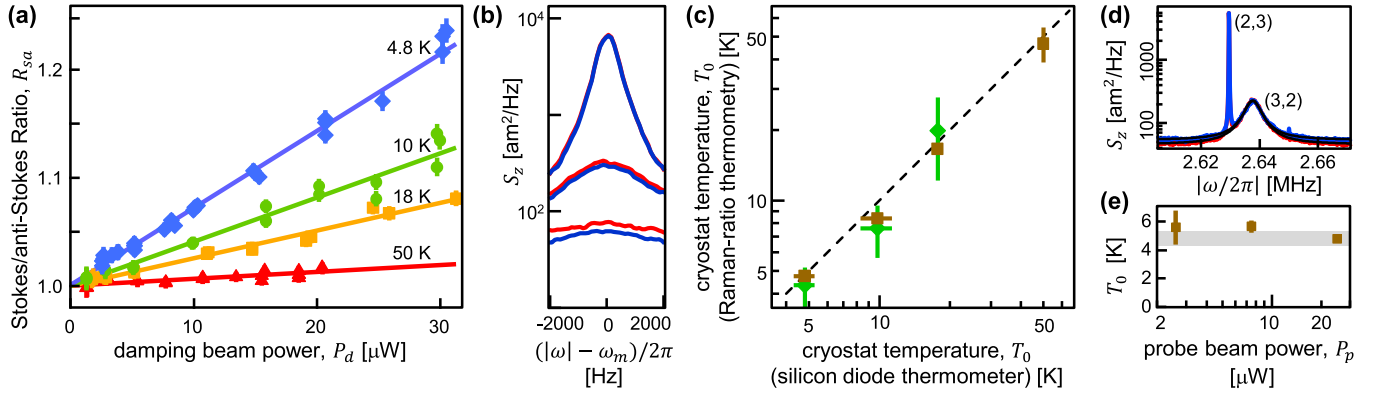 (a)
Stokes/anti-Stokes Ratio, R_sa
1.2
1.1
1.0
4.8 K
10 K
18 K
50 K
0
10
20
30
damping beam power, P_d [µW]
(b)
S_z [am²/Hz]
10⁴
10²
-2000
0
2000
(|ω| − ω_m)/2π
[Hz]
(c)
cryostat temperature, T_0
(Raman-ratio thermometry) [K]
50
10
5
5
10
50
cryostat temperature, T_0
(silicon diode thermometer) [K]
(d)
S_z [am²/Hz]
1000
100
(2,3)
(3,2)
2.62
2.64
2.66
|ω/2π| [MHz]
(e)
T_0 [K]
6
4
2
0
2
10
20
probe beam power, P_p
[µW]